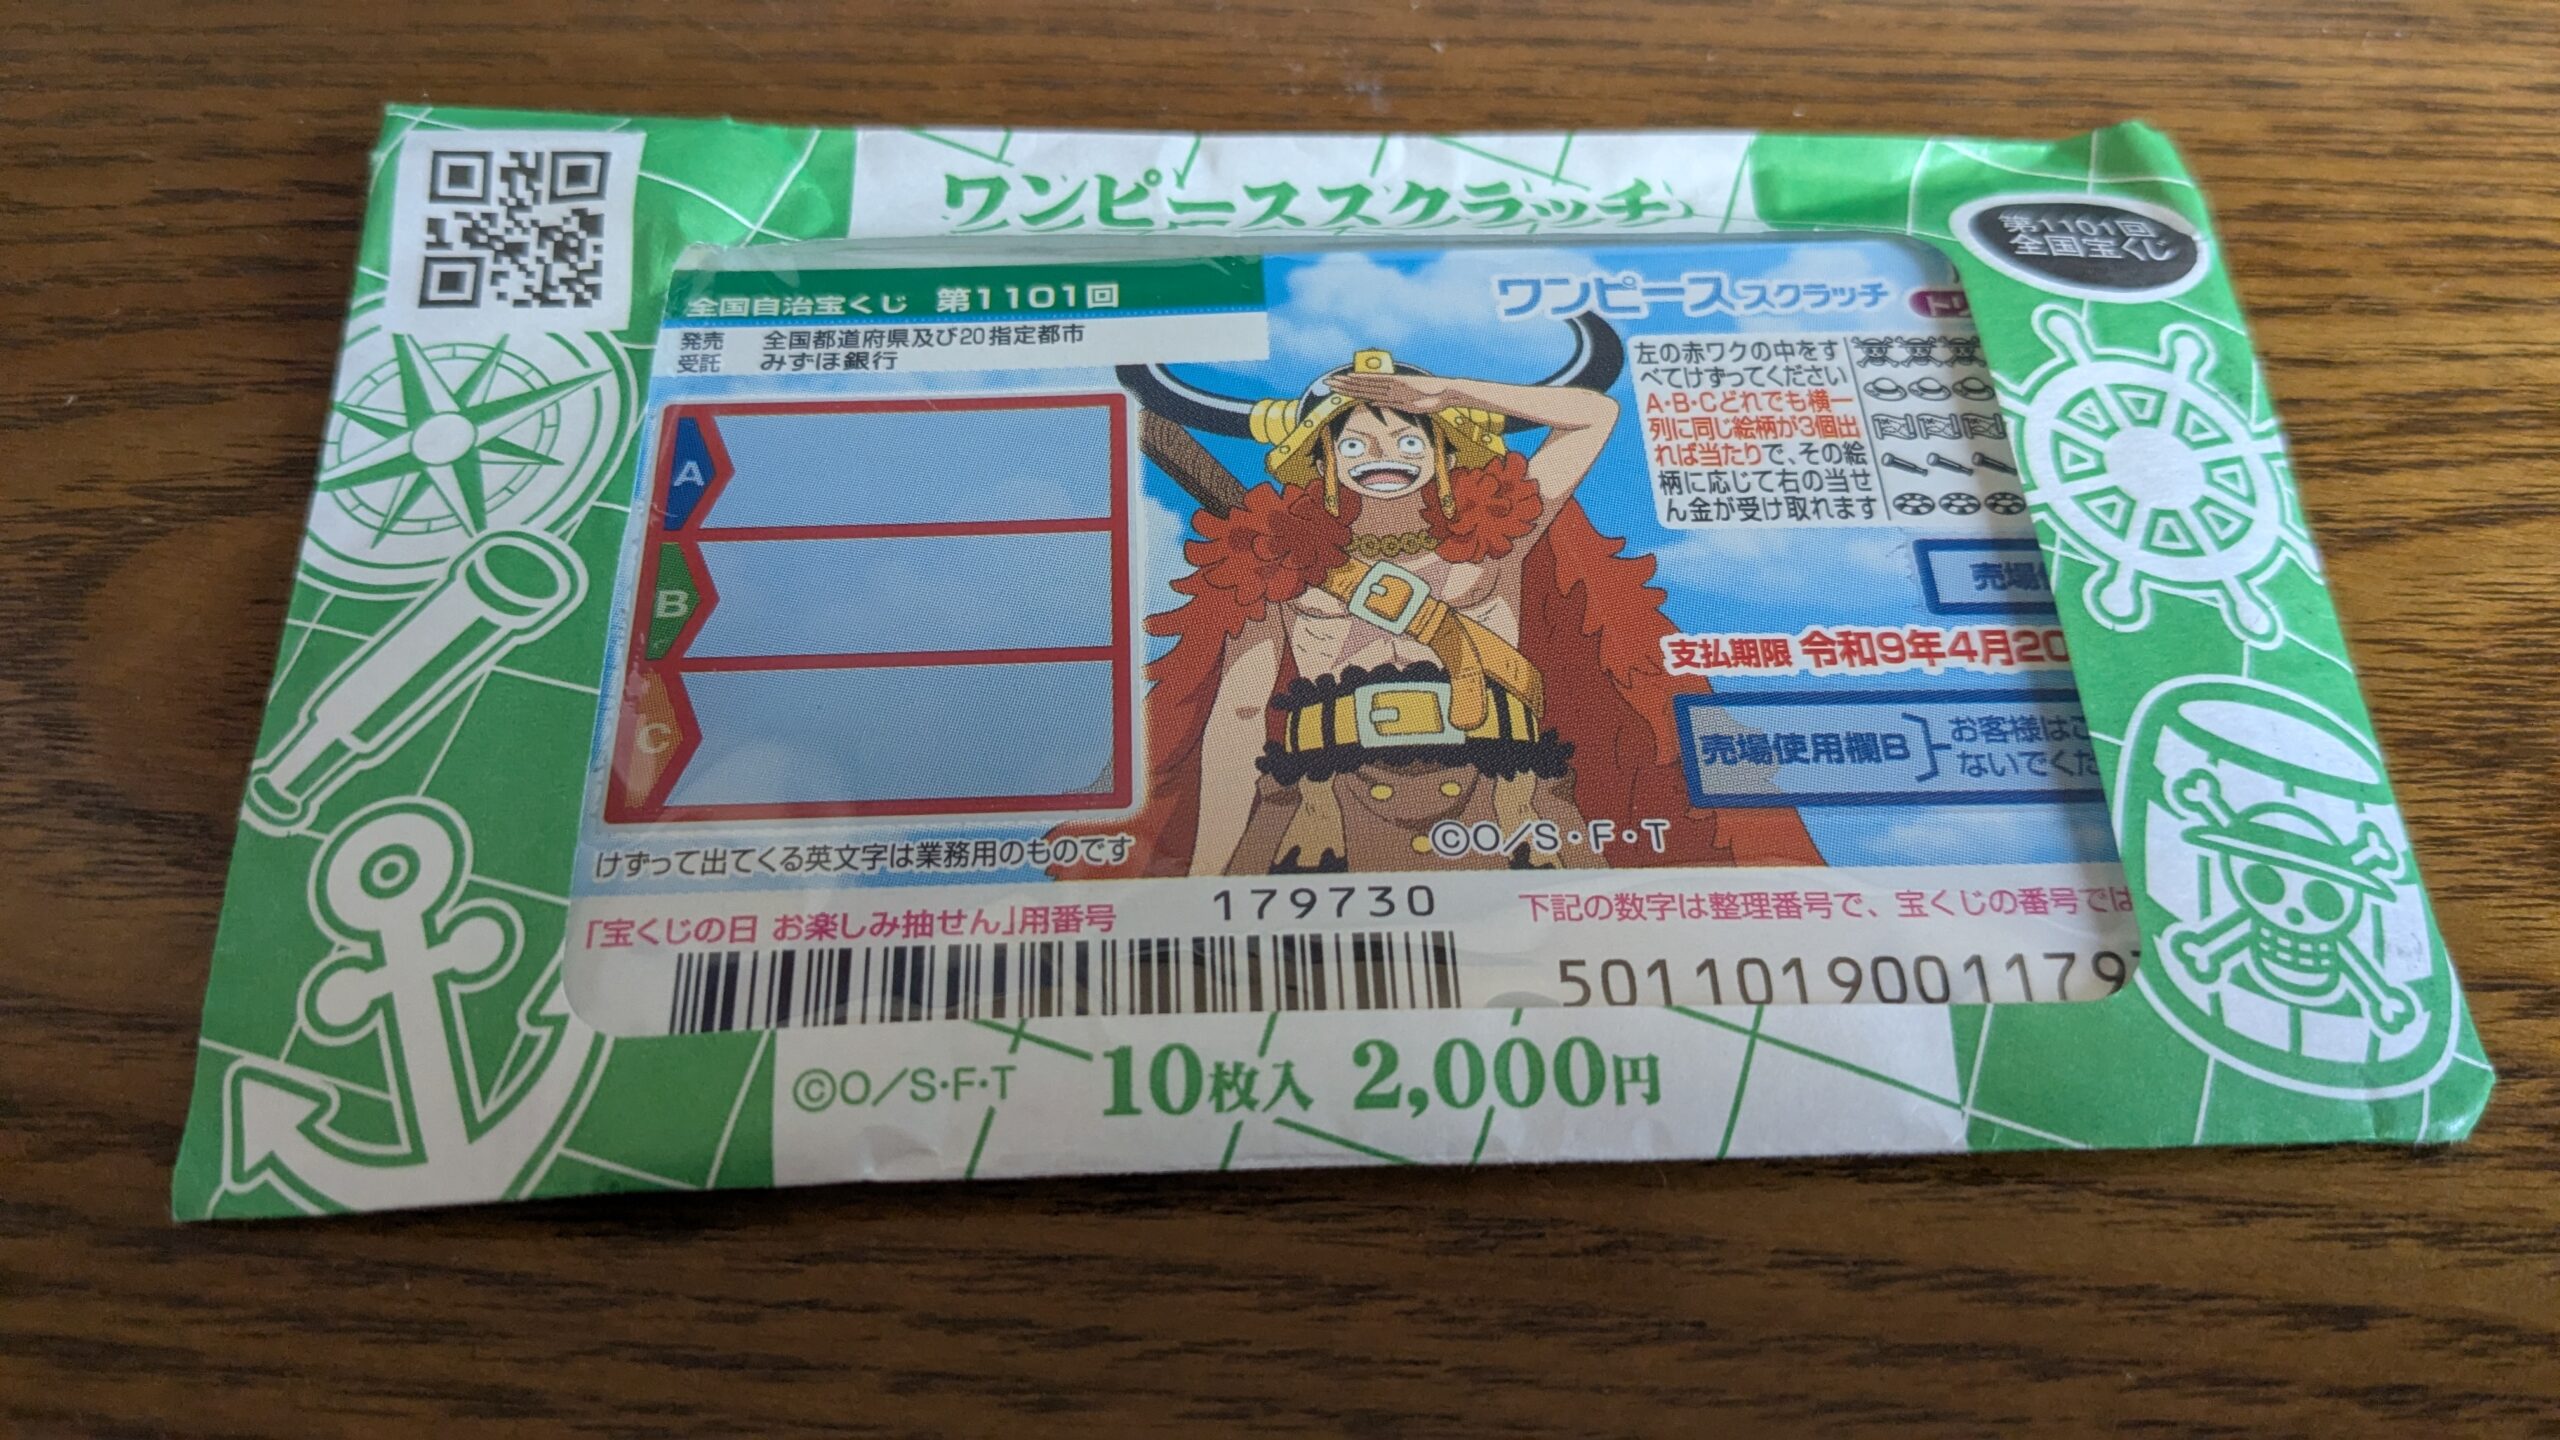 ワンピーススクラッチ
第1101回
全国宝くじ
全国自治宝くじ 第1101回
発売 全国都道府県及び20指定都市
受託 みずほ銀行
ワンピーススクラッチ
左の赤ワクの中をす
べてけずってください
A・B・Cどれでも横一
列に同じ絵柄が3個出
れば当たりで、その絵
柄に応じて右の当せ
ん金が受け取れます
A
B
C
売場使
支払期限 令和9年4月20
売場使用欄B
お客様はこ
ないでくだ
©O/S・F・T
けずって出てくる英文字は業務用のものです
「宝くじの日 お楽しみ抽せん」用番号
179730
下記の数字は整理番号で、宝くじの番号では
5011019001179
©O/S・F・T 10枚入 2,000円